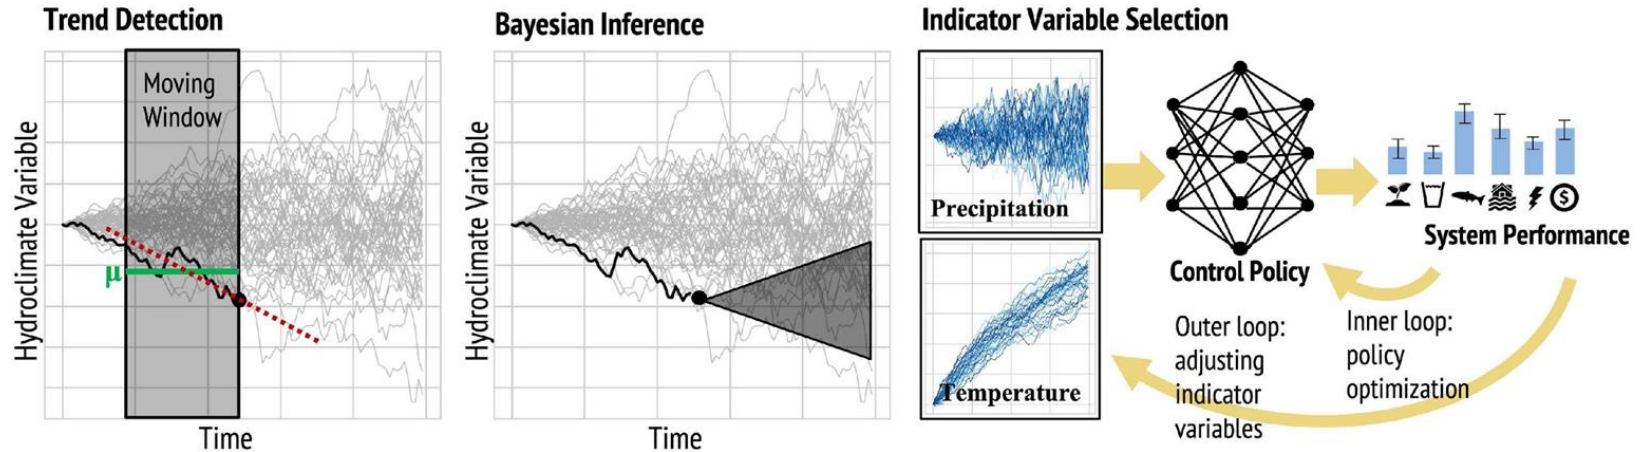 Trend Detection
Moving
Window
μ
Hydroclimate Variable
Time
Bayesian Inference
Hydroclimate Variable
Time
Indicator Variable Selection
Precipitation
Temperature
Control Policy
$
System Performance
Outer loop:
adjusting
indicator
variables
Inner loop:
policy
optimization